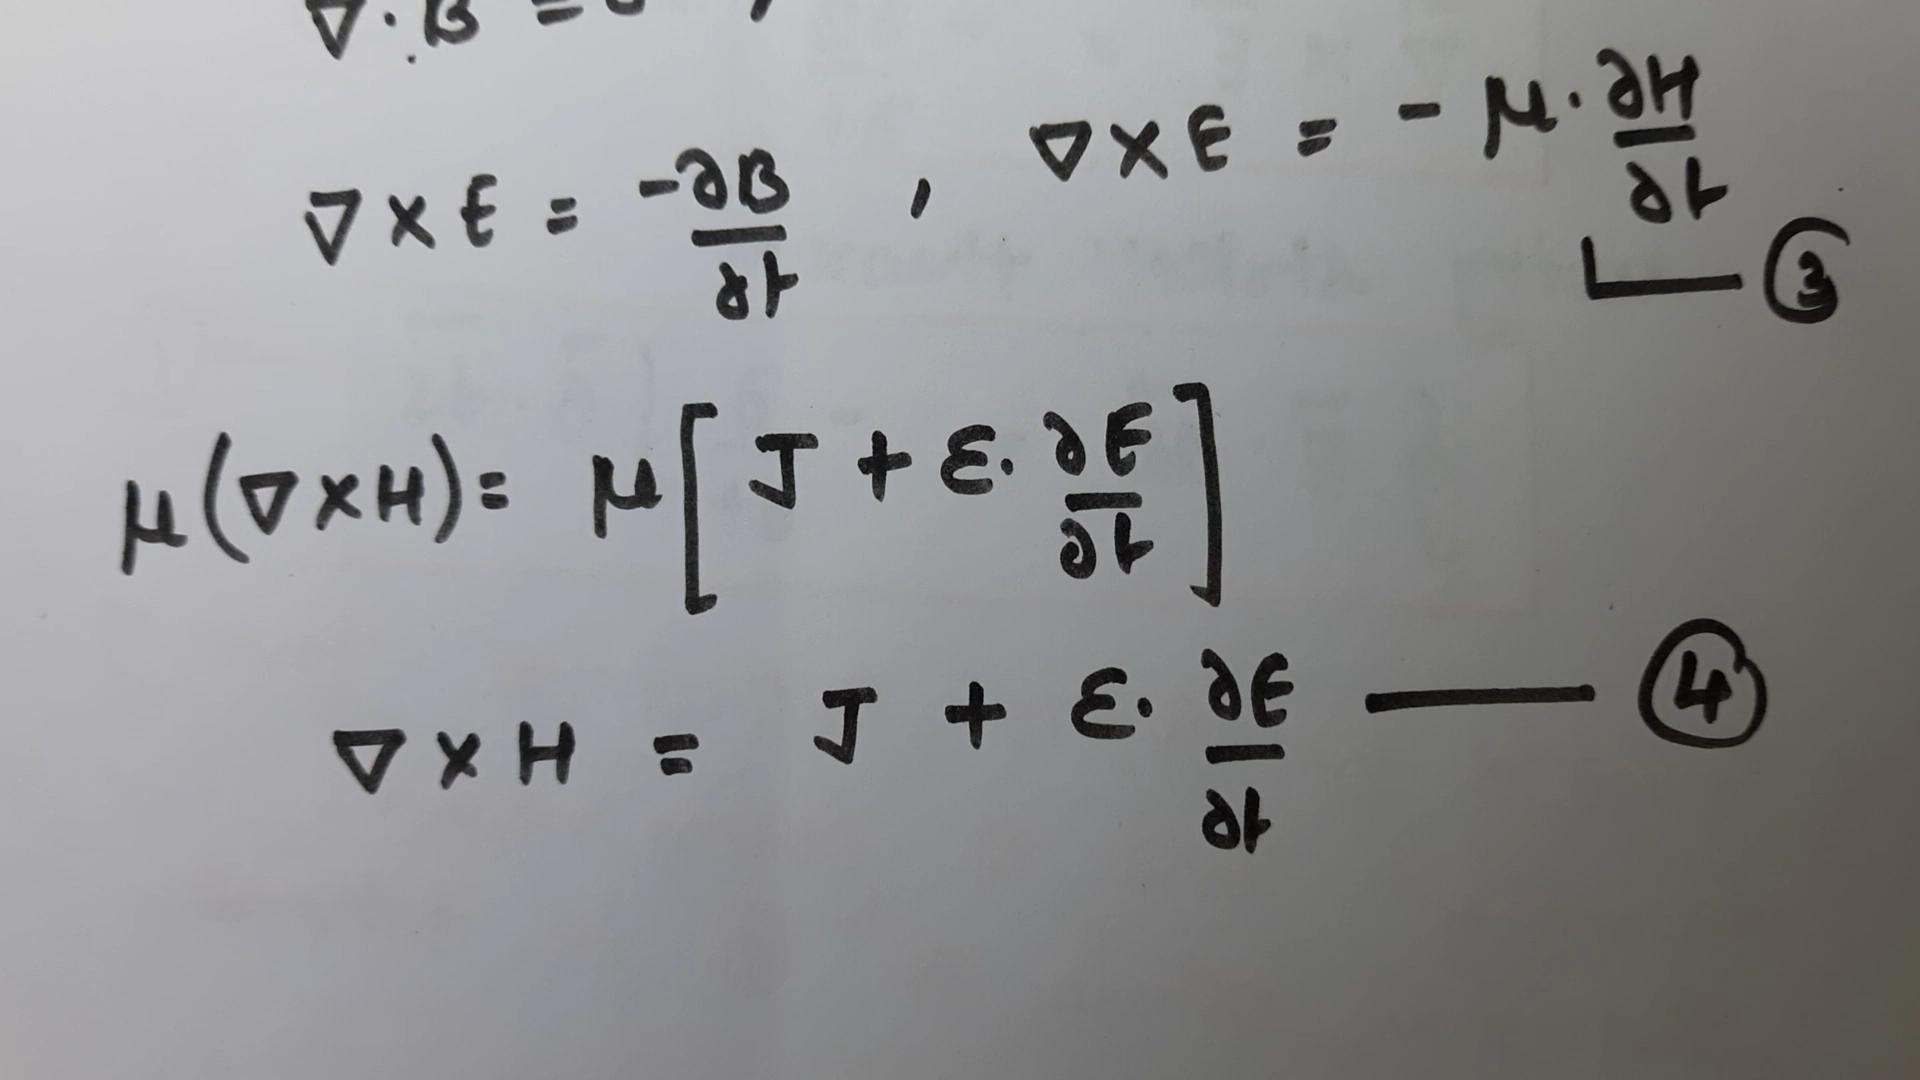 ∇·B = 0 ,
∇×E = -∂B/∂t , ∇×E = -μ·∂H/∂t
③
μ(∇×H) = μ[J + ε·∂E/∂t]
∇×H = J + ε·∂E/∂t — ④